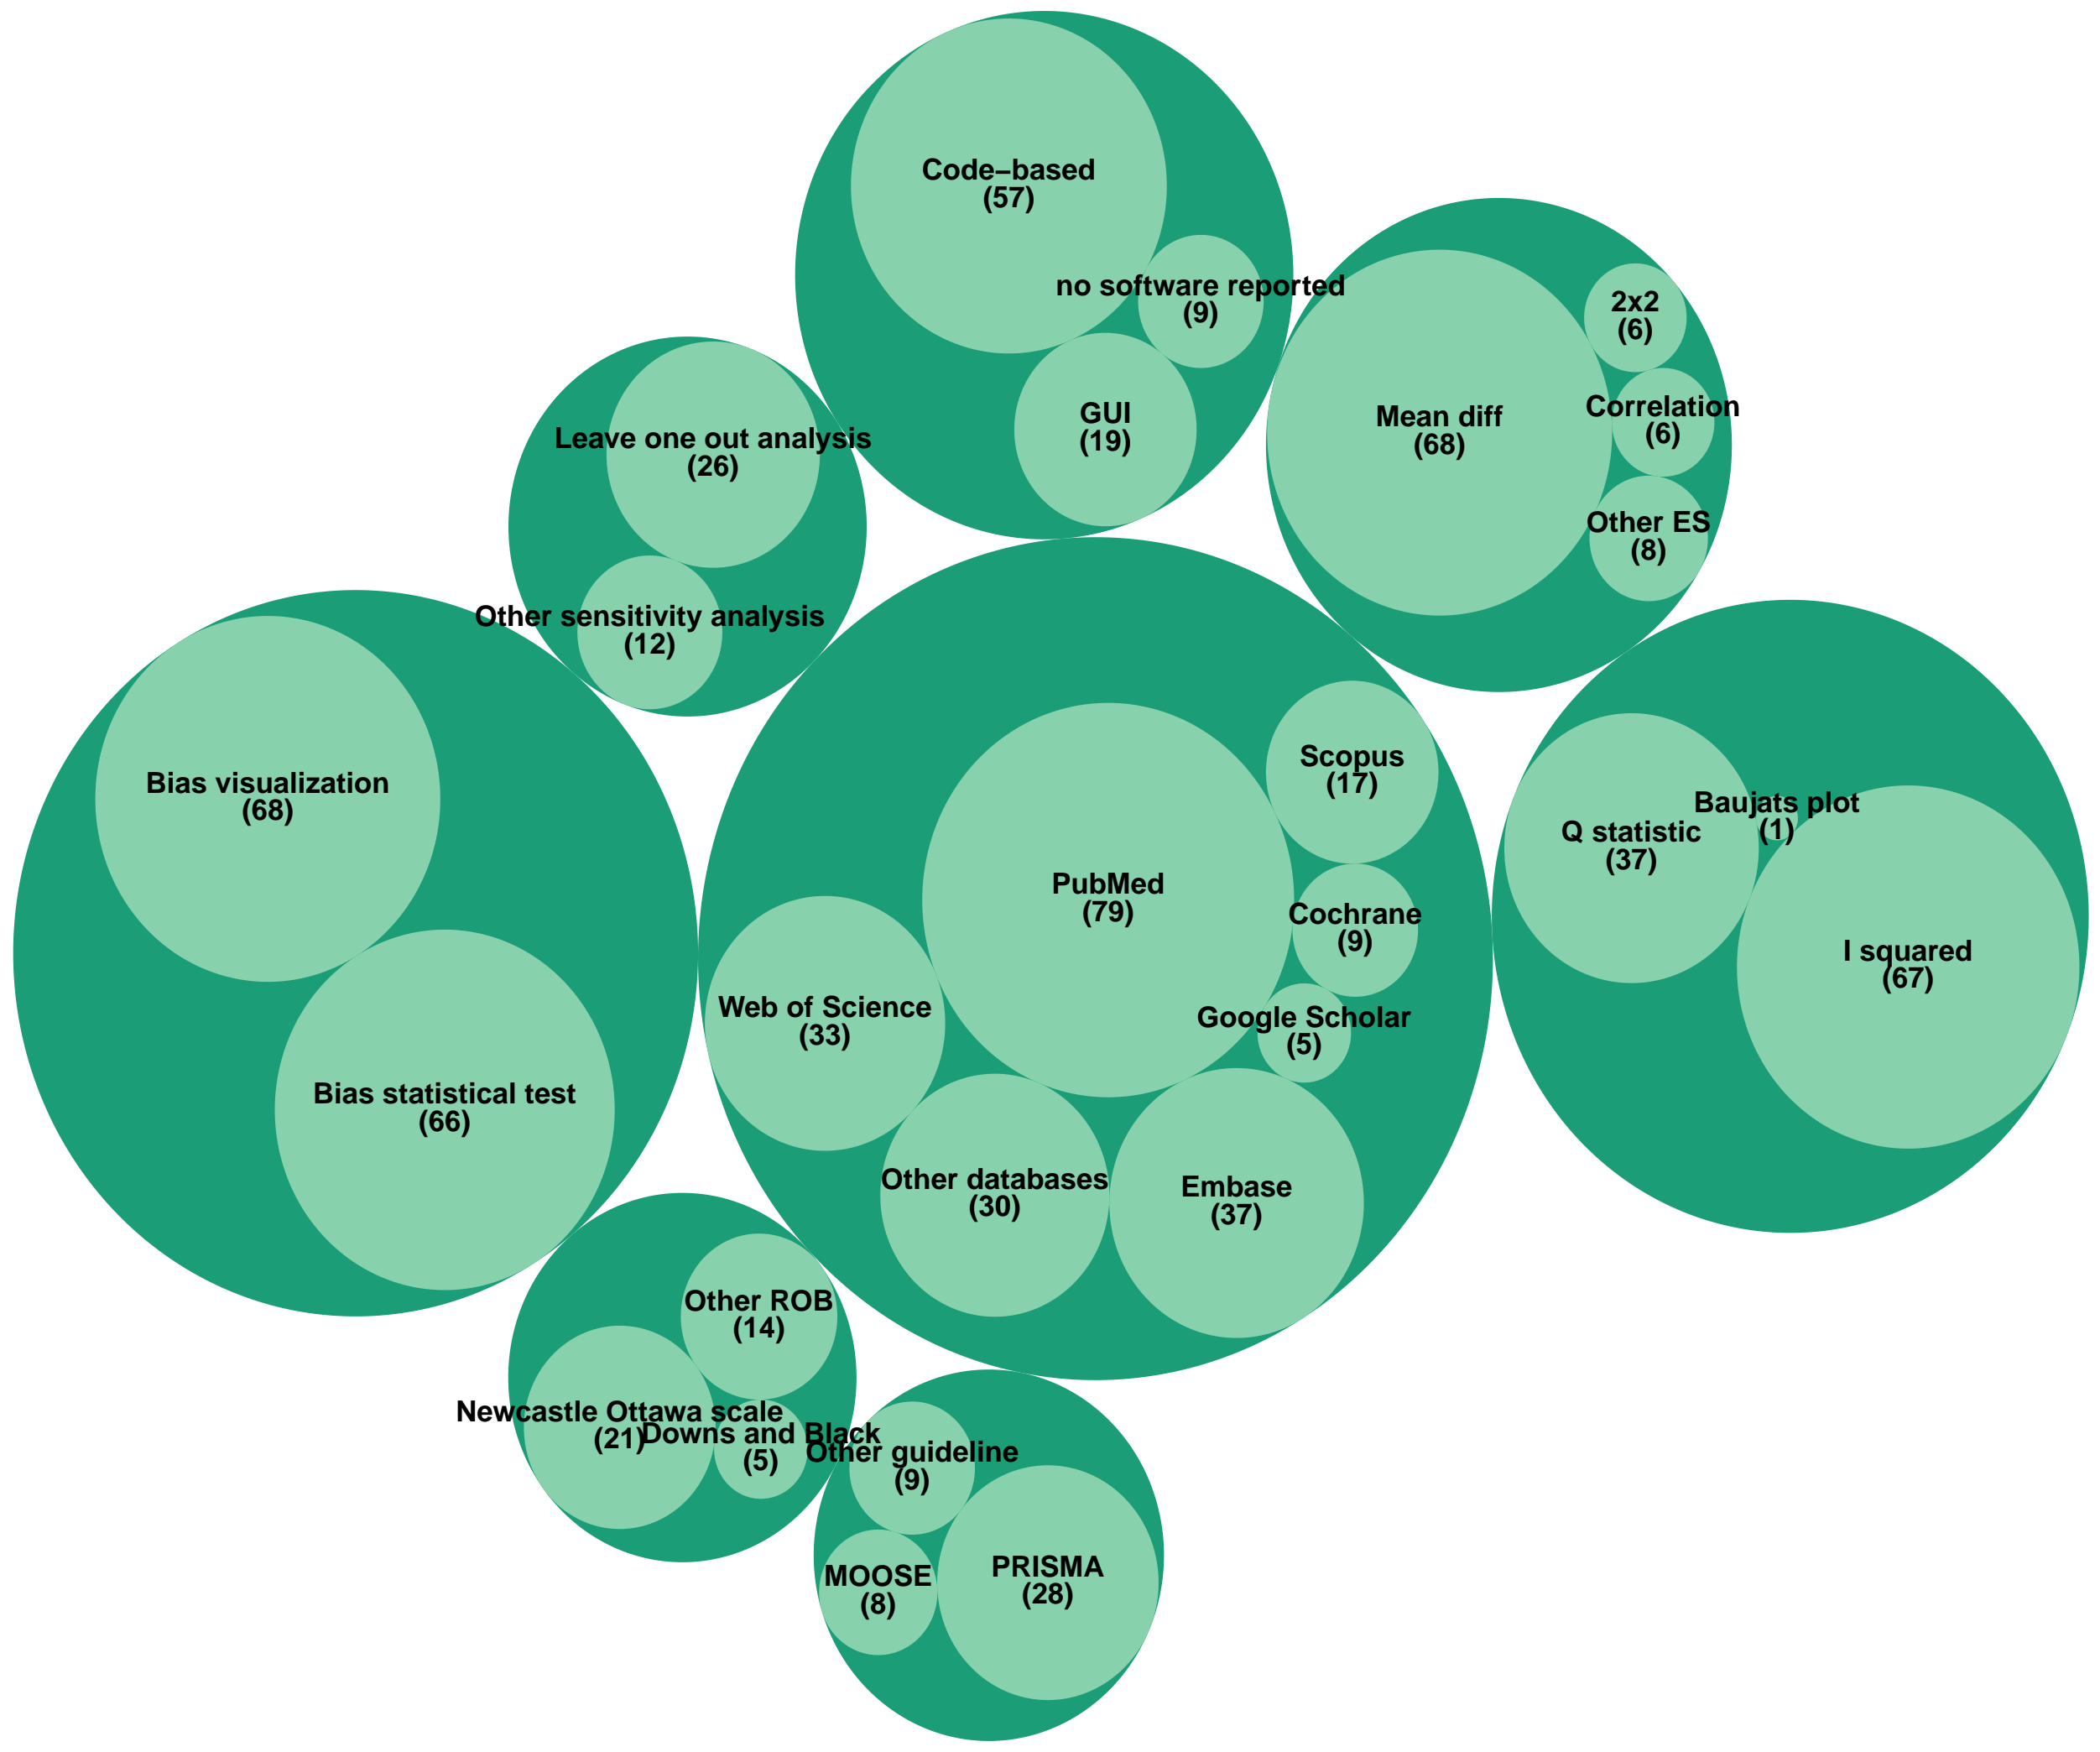 Code–based
(57)
no software reported
(9)
GUI
(19)
2x2
(6)
Correlation
(6)
Mean diff
(68)
Other ES
(8)
Leave one out analysis
(26)
Other sensitivity analysis
(12)
Bias visualization
(68)
Bias statistical test
(66)
Scopus
(17)
PubMed
(79)
Cochrane
(9)
Web of Science
(33)
Google Scholar
(5)
Other databases
(30)
Embase
(37)
Baujats plot
(1)
Q statistic
(37)
I squared
(67)
Other ROB
(14)
Newcastle Ottawa scale
(21)
Downs and Black
(5)
Other guideline
(9)
MOOSE
(8)
PRISMA
(28)